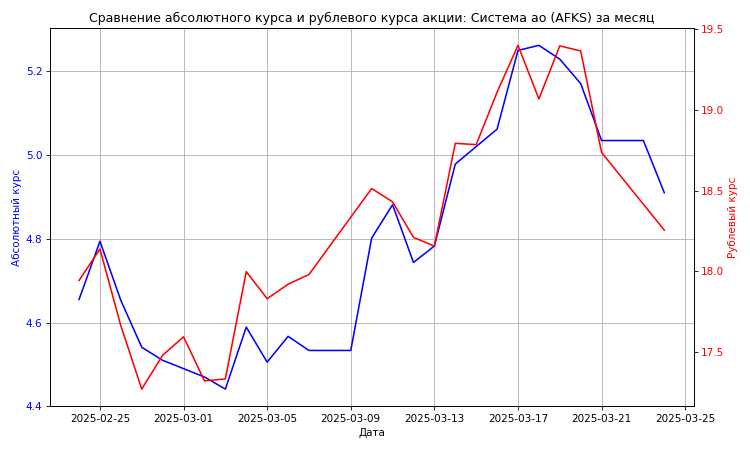 Сравнение абсолютного курса и рублевого курса акции: Система ао (AFKS) за месяц
Абсолютный курс
5.2
5.0
4.8
4.6
4.4
19.5
19.0
18.5
18.0
17.5
Рублевый курс
2025-02-25 2025-03-01 2025-03-05 2025-03-09 2025-03-13 2025-03-17 2025-03-21 2025-03-25
Дата